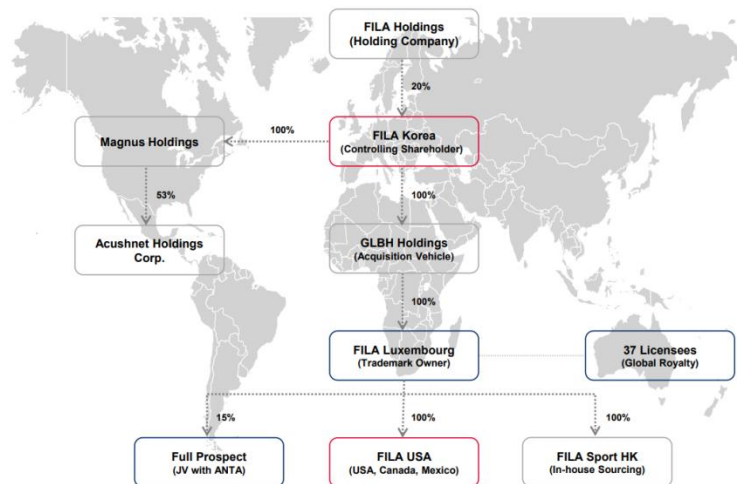 FILA Holdings
(Holding Company)
20%
100%
Magnus Holdings
FILA Korea
(Controlling Shareholder)
53%
100%
Acushnet Holdings
Corp.
GLBH Holdings
(Acquisition Vehicle)
100%
FILA Luxembourg
(Trademark Owner)
37 Licensees
(Global Royalty)
15%
100%
100%
Full Prospect
(JV with ANTA)
FILA USA
(USA, Canada, Mexico)
FILA Sport HK
(In-house Sourcing)